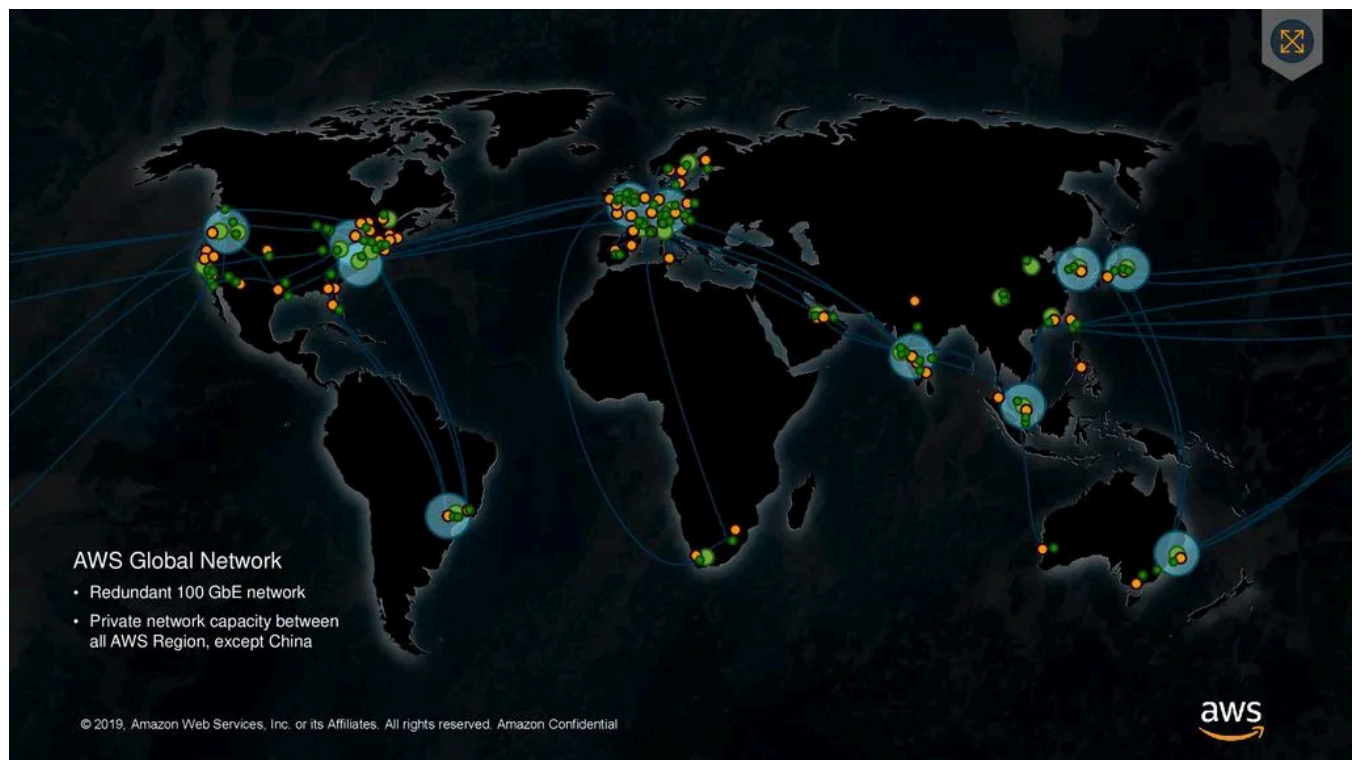 AWS Global Network
• Redundant 100 GbE network
• Private network capacity between
all AWS Region, except China
© 2019, Amazon Web Services, Inc. or its Affiliates. All rights reserved. Amazon Confidential
aws